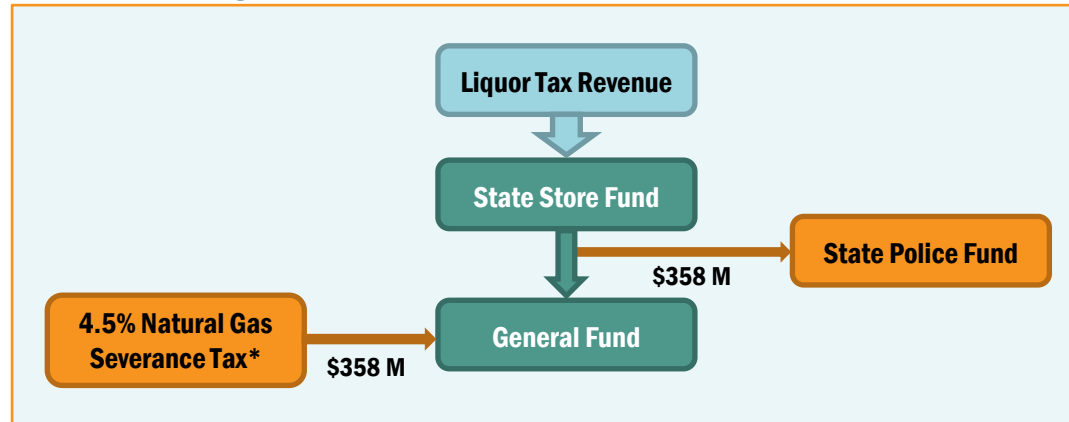 Liquor Tax Revenue
State Store Fund
State Police Fund
$358 M
4.5% Natural Gas
Severance Tax*
General Fund
$358 M